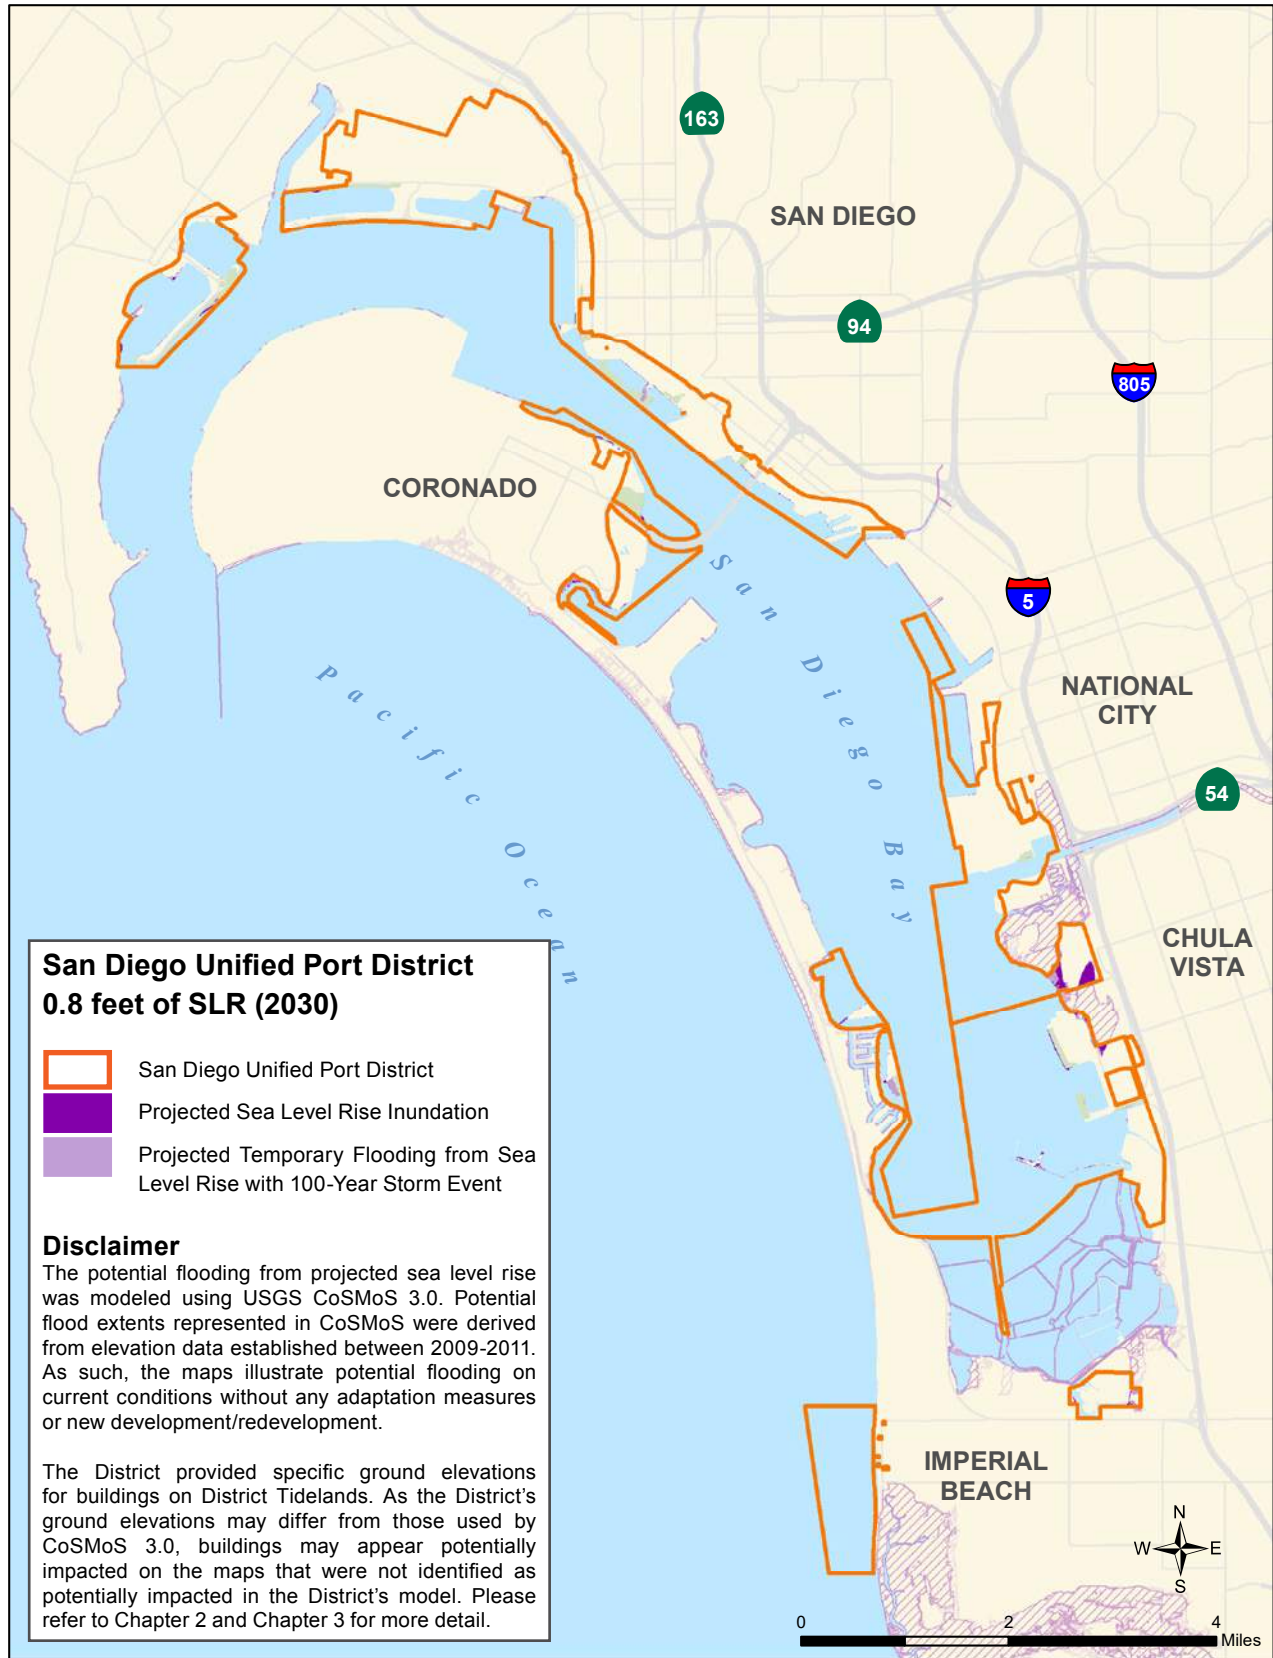 163
SAN DIEGO
94
805
CORONADO
San Diego Bay
5
Pacific Ocean
NATIONAL
CITY
54
CHULA
VISTA
San Diego Unified Port District
0.8 feet of SLR (2030)
San Diego Unified Port District
Projected Sea Level Rise Inundation
Projected Temporary Flooding from Sea
Level Rise with 100-Year Storm Event
Disclaimer
The potential flooding from projected sea level rise
was modeled using USGS CoSMoS 3.0. Potential
flood extents represented in CoSMoS were derived
from elevation data established between 2009-2011.
As such, the maps illustrate potential flooding on
current conditions without any adaptation measures
or new development/redevelopment.
The District provided specific ground elevations
for buildings on District Tidelands. As the District’s
ground elevations may differ from those used by
CoSMoS 3.0, buildings may appear potentially
impacted on the maps that were not identified as
potentially impacted in the District’s model. Please
refer to Chapter 2 and Chapter 3 for more detail.
IMPERIAL
BEACH
N
W E
S
0 2 4
Miles